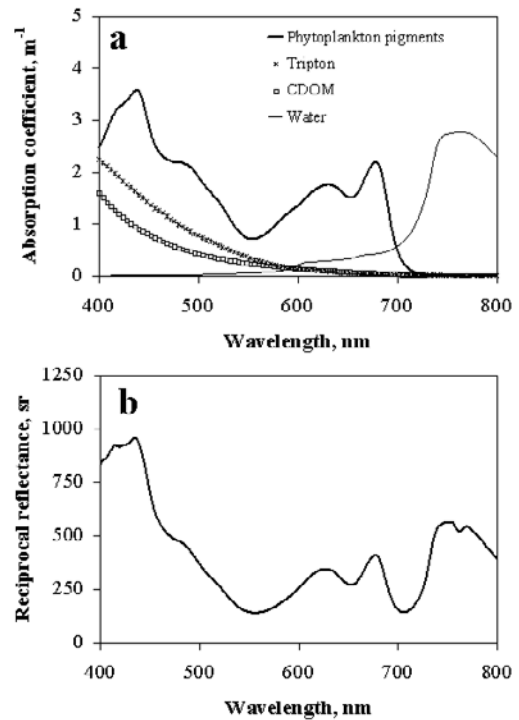 a
Absorption coefficient, m-1
5
4
3
2
1
0
Phytoplankton pigments
Tripton
CDOM
Water
400 500 600 700 800
Wavelength, nm
b
Reciprocal reflectance, sr
1250
1000
750
500
250
0
400 500 600 700 800
Wavelength, nm